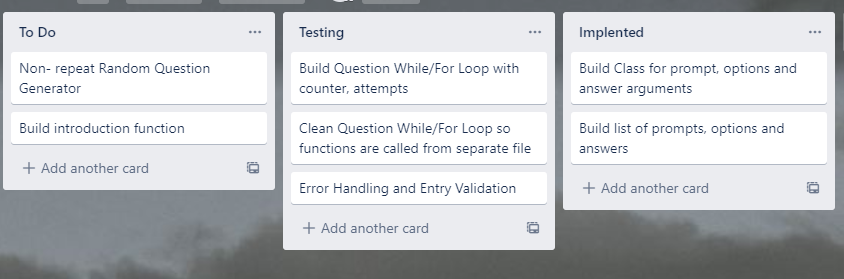 To Do
Non- repeat Random Question
Generator
Build introduction function
+ Add another card
Testing
Build Question While/For Loop with
counter, attempts
Clean Question While/For Loop so
functions are called from separate file
Error Handling and Entry Validation
+ Add another card
Implented
Build Class for prompt, options and
answer arguments
Build list of prompts, options and
answers
+ Add another card